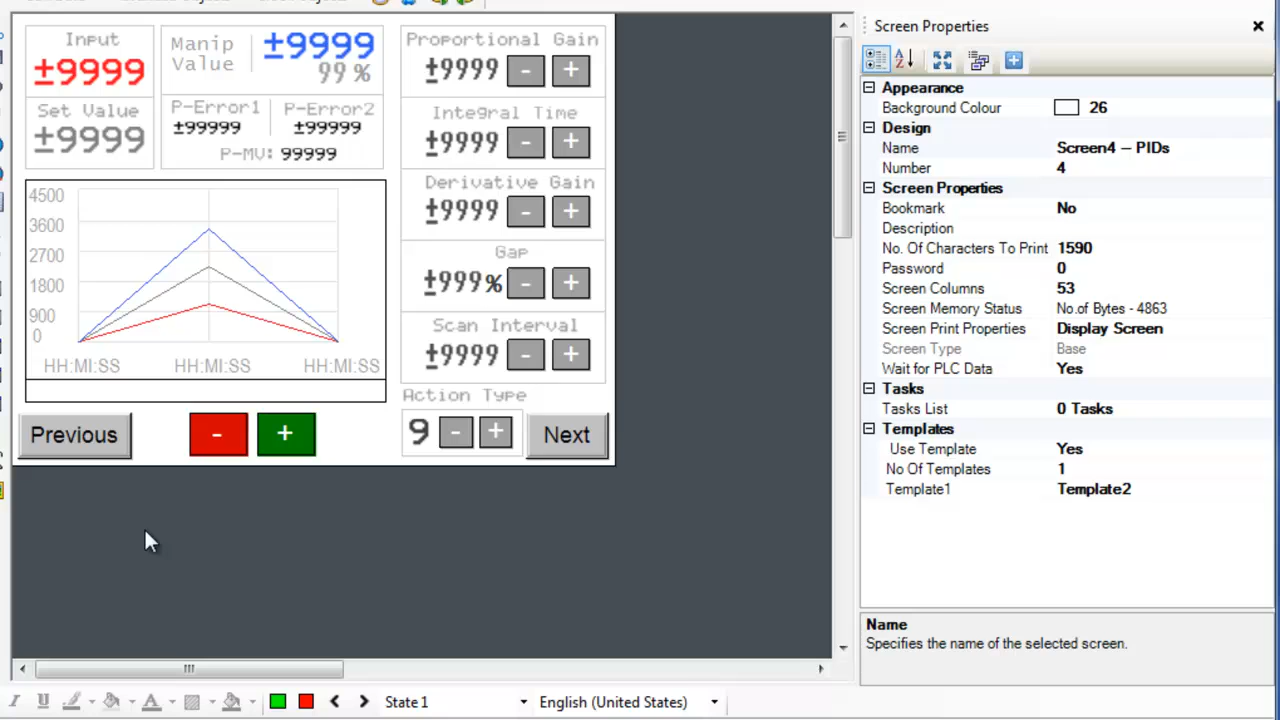 Input
±9999
Set Value
±9999
Manip
Value
±9999
99 %
P-Error1
±99999
P-Error2
±99999
P-MV: 99999
4500
3600
2700
1800
900
0
HH:MI:SS HH:MI:SS HH:MI:SS
Proportional Gain
±9999 - +
Integral Time
±9999 - +
Derivative Gain
±9999 - +
Gap
±999% - +
Scan Interval
±9999 - +
Action Type
9 - +
Previous - + Next
Screen Properties
Appearance
Background Colour 26
Design
Name Screen4 – PIDs
Number 4
Screen Properties
Bookmark No
Description
No. Of Characters To Print 1590
Password 0
Screen Columns 53
Screen Memory Status No.of Bytes - 4863
Screen Print Properties Display Screen
Screen Type Base
Wait for PLC Data Yes
Tasks
Tasks List 0 Tasks
Templates
Use Template Yes
No Of Templates 1
Template1 Template2
Name
Specifies the name of the selected screen.
State 1 English (United States)